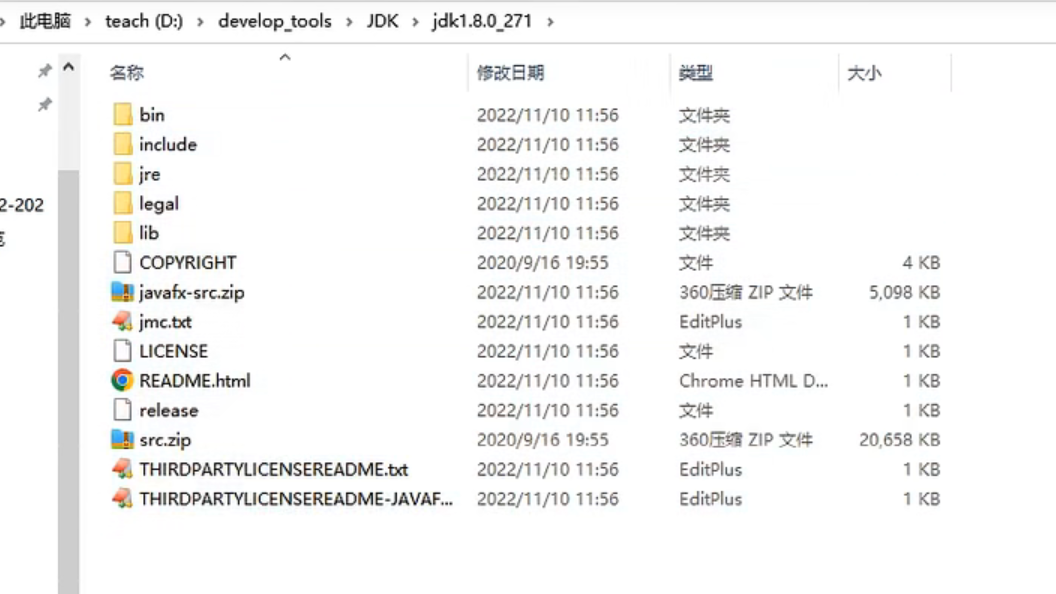 此电脑 > teach (D:) > develop_tools > JDK > jdk1.8.0_271 >
名称 修改日期 类型 大小
bin 2022/11/10 11:56 文件夹
include 2022/11/10 11:56 文件夹
jre 2022/11/10 11:56 文件夹
legal 2022/11/10 11:56 文件夹
2-202
lib 2022/11/10 11:56 文件夹
COPYRIGHT 2020/9/16 19:55 文件 4 KB
javafx-src.zip 2022/11/10 11:56 360压缩 ZIP 文件 5,098 KB
jmc.txt 2022/11/10 11:56 EditPlus 1 KB
LICENSE 2022/11/10 11:56 文件 1 KB
README.html 2022/11/10 11:56 Chrome HTML D... 1 KB
release 2022/11/10 11:56 文件 1 KB
src.zip 2020/9/16 19:55 360压缩 ZIP 文件 20,658 KB
THIRDPARTYLICENSEREADME.txt 2022/11/10 11:56 EditPlus 1 KB
THIRDPARTYLICENSEREADME-JAVAF... 2022/11/10 11:56 EditPlus 1 KB